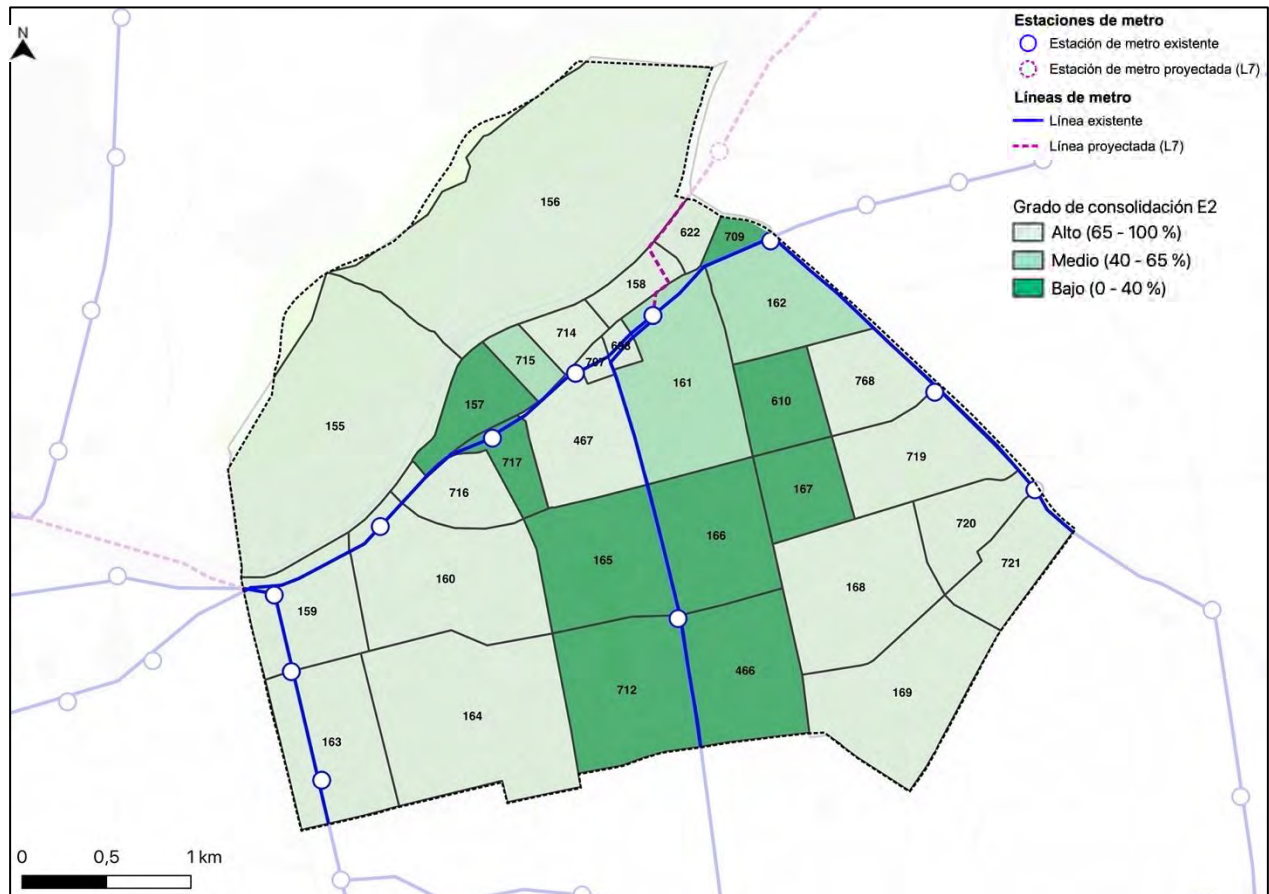 N
Estaciones de metro
Estación de metro existente
Estación de metro proyectada (L7)
Líneas de metro
Línea existente
Línea proyectada (L7)
Grado de consolidación E2
Alto (65 - 100 %)
Medio (40 - 65 %)
Bajo (0 - 40 %)
156
622
709
158
162
714
715
707
161
768
157
610
155
467
717
719
716
167
166
720
165
160
721
168
159
466
712
169
164
163
0 0,5 1 km